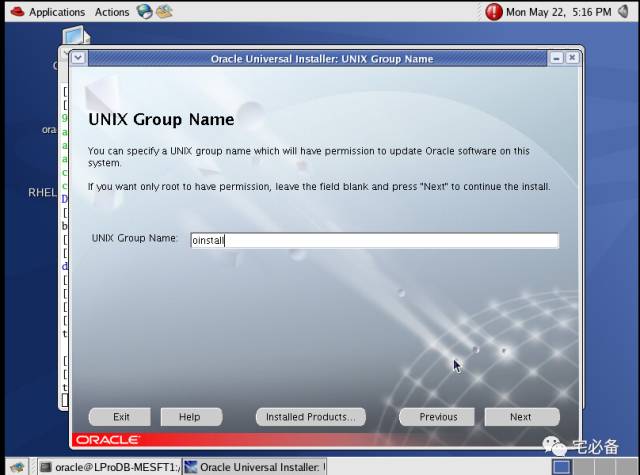 Applications Actions
Mon May 22, 5:16 PM
Oracle Universal Installer: UNIX Group Name
UNIX Group Name
You can specify a UNIX group name which will have permission to update Oracle software on this
system.
If you want only root to have permission, leave the field blank and press "Next" to continue the install.
UNIX Group Name:
oinstall
ora
RHEL
Exit
Help
Installed Products...
Previous
Next
ORACLE
宅必备
oracle@LProDB-MESFT1:/
Oracle Universal Installer: U